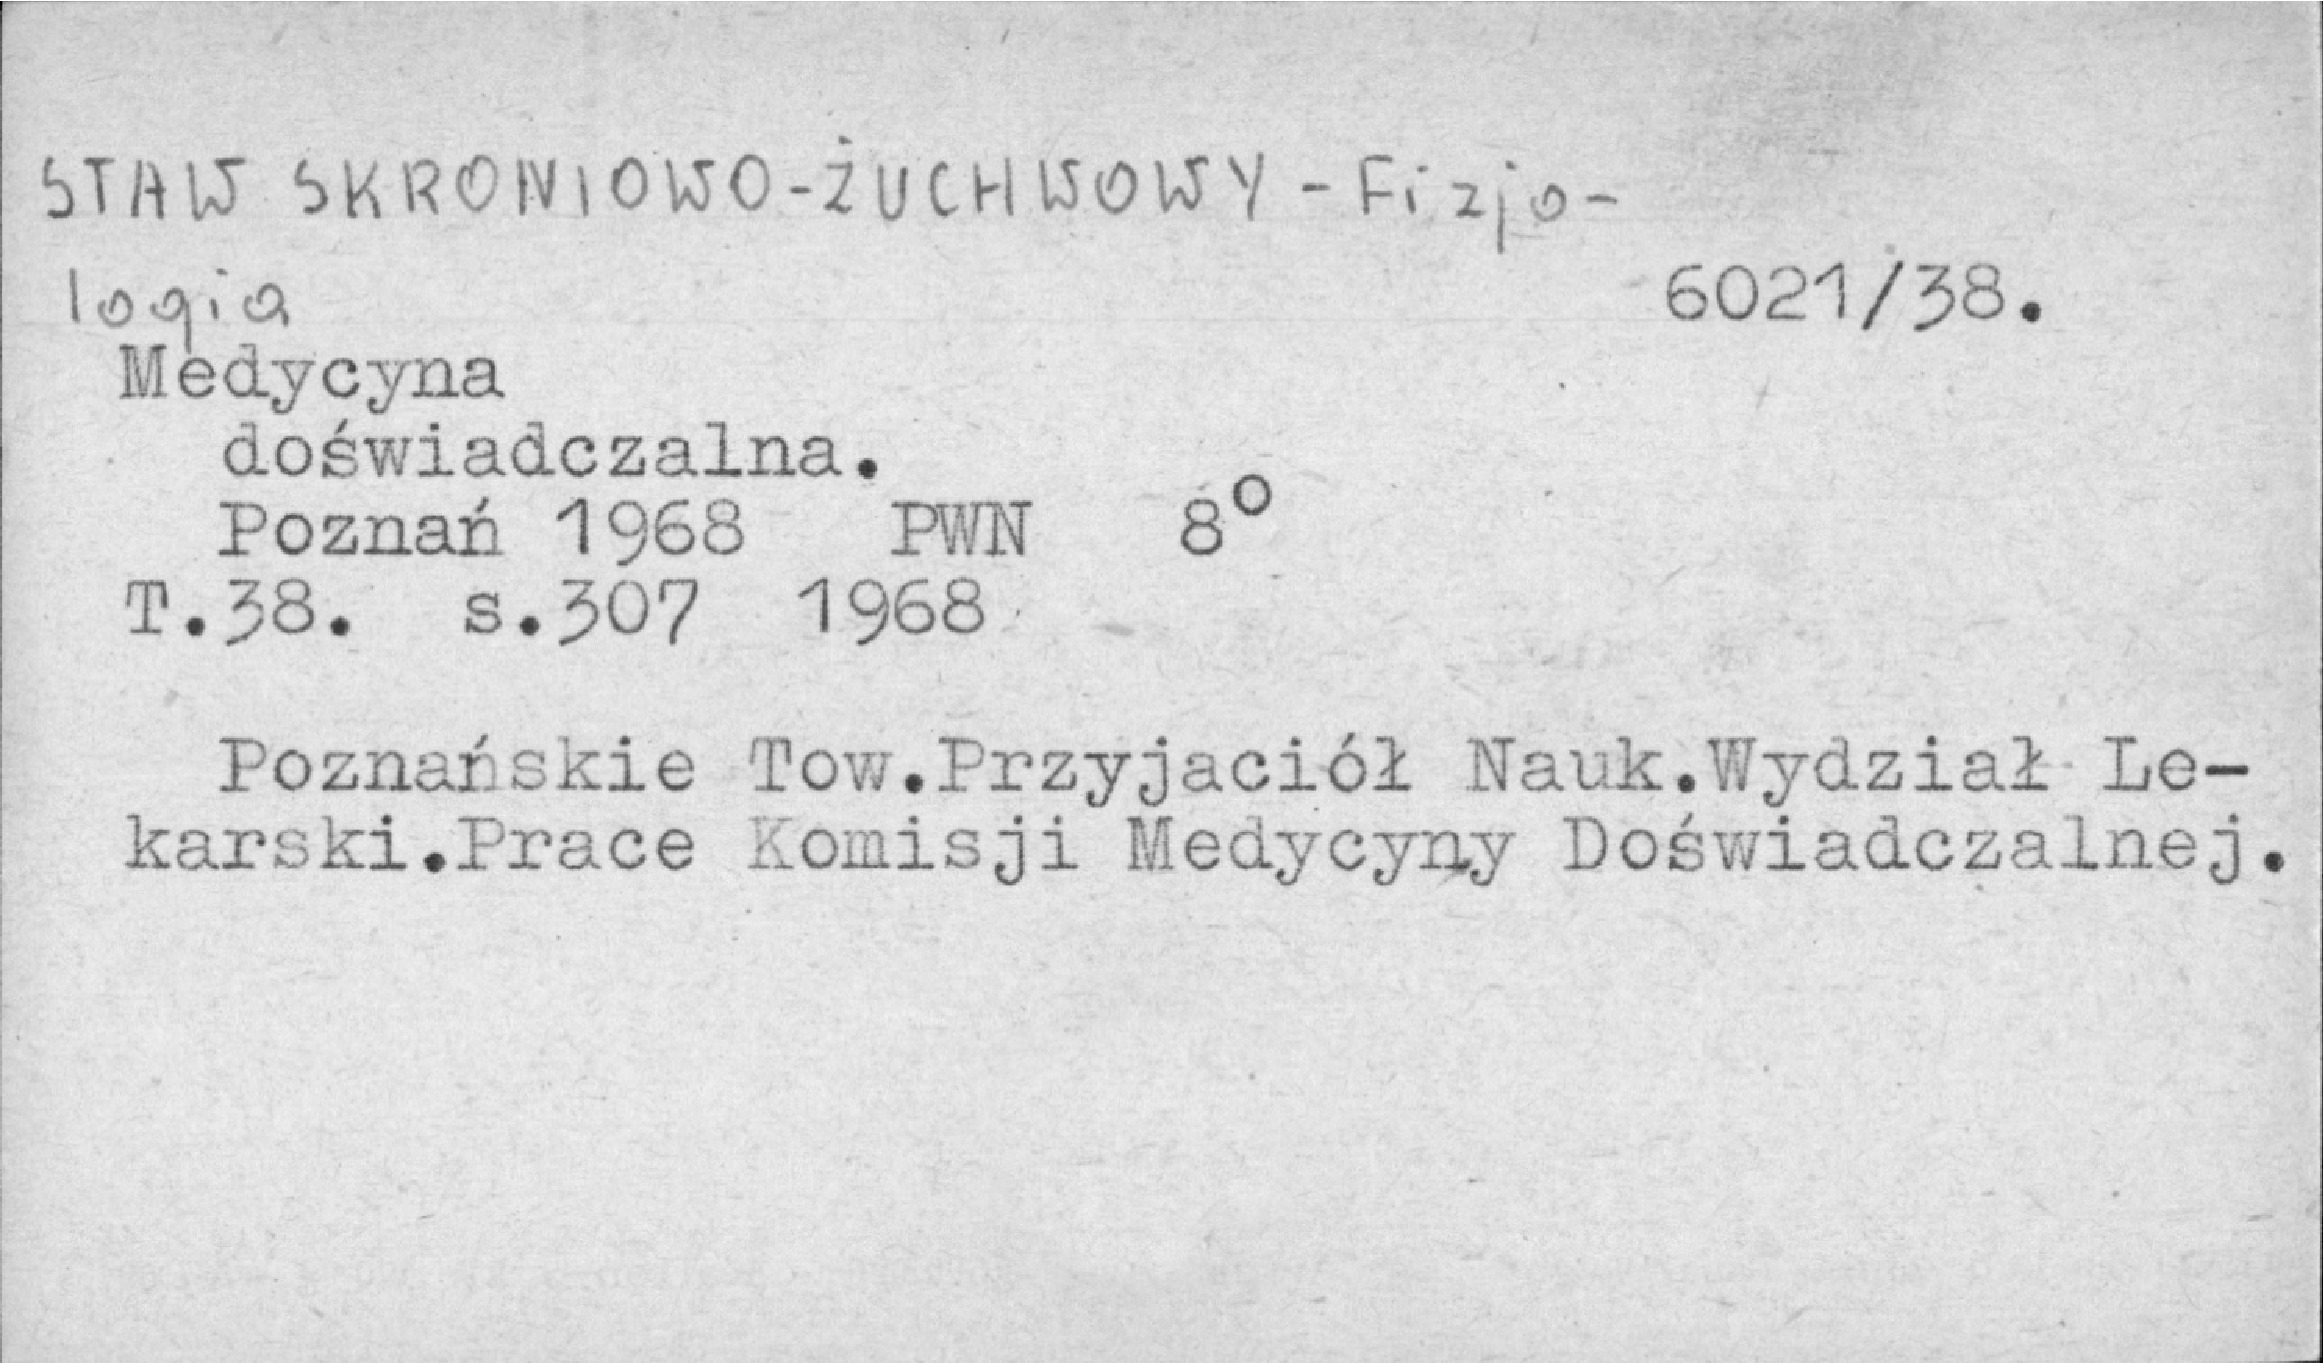 STAW SKRONIOWO-ŻUCHWOWY - Fizjo-
logia
6021/38.
Medycyna
doświadczalna.
Poznań 1968 PWN 8°
T.38. s.307 1968
Poznańskie Tow.Przyjaciół Nauk.Wydział Le-
karski.Prace Komisji Medycyny Doświadczalnej.